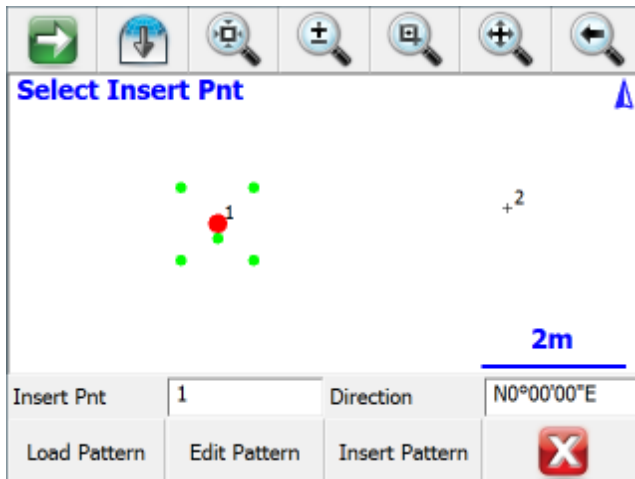 Select Insert Pnt
1
2
2m
Insert Pnt 1 Direction N0°00'00"E
Load Pattern Edit Pattern Insert Pattern